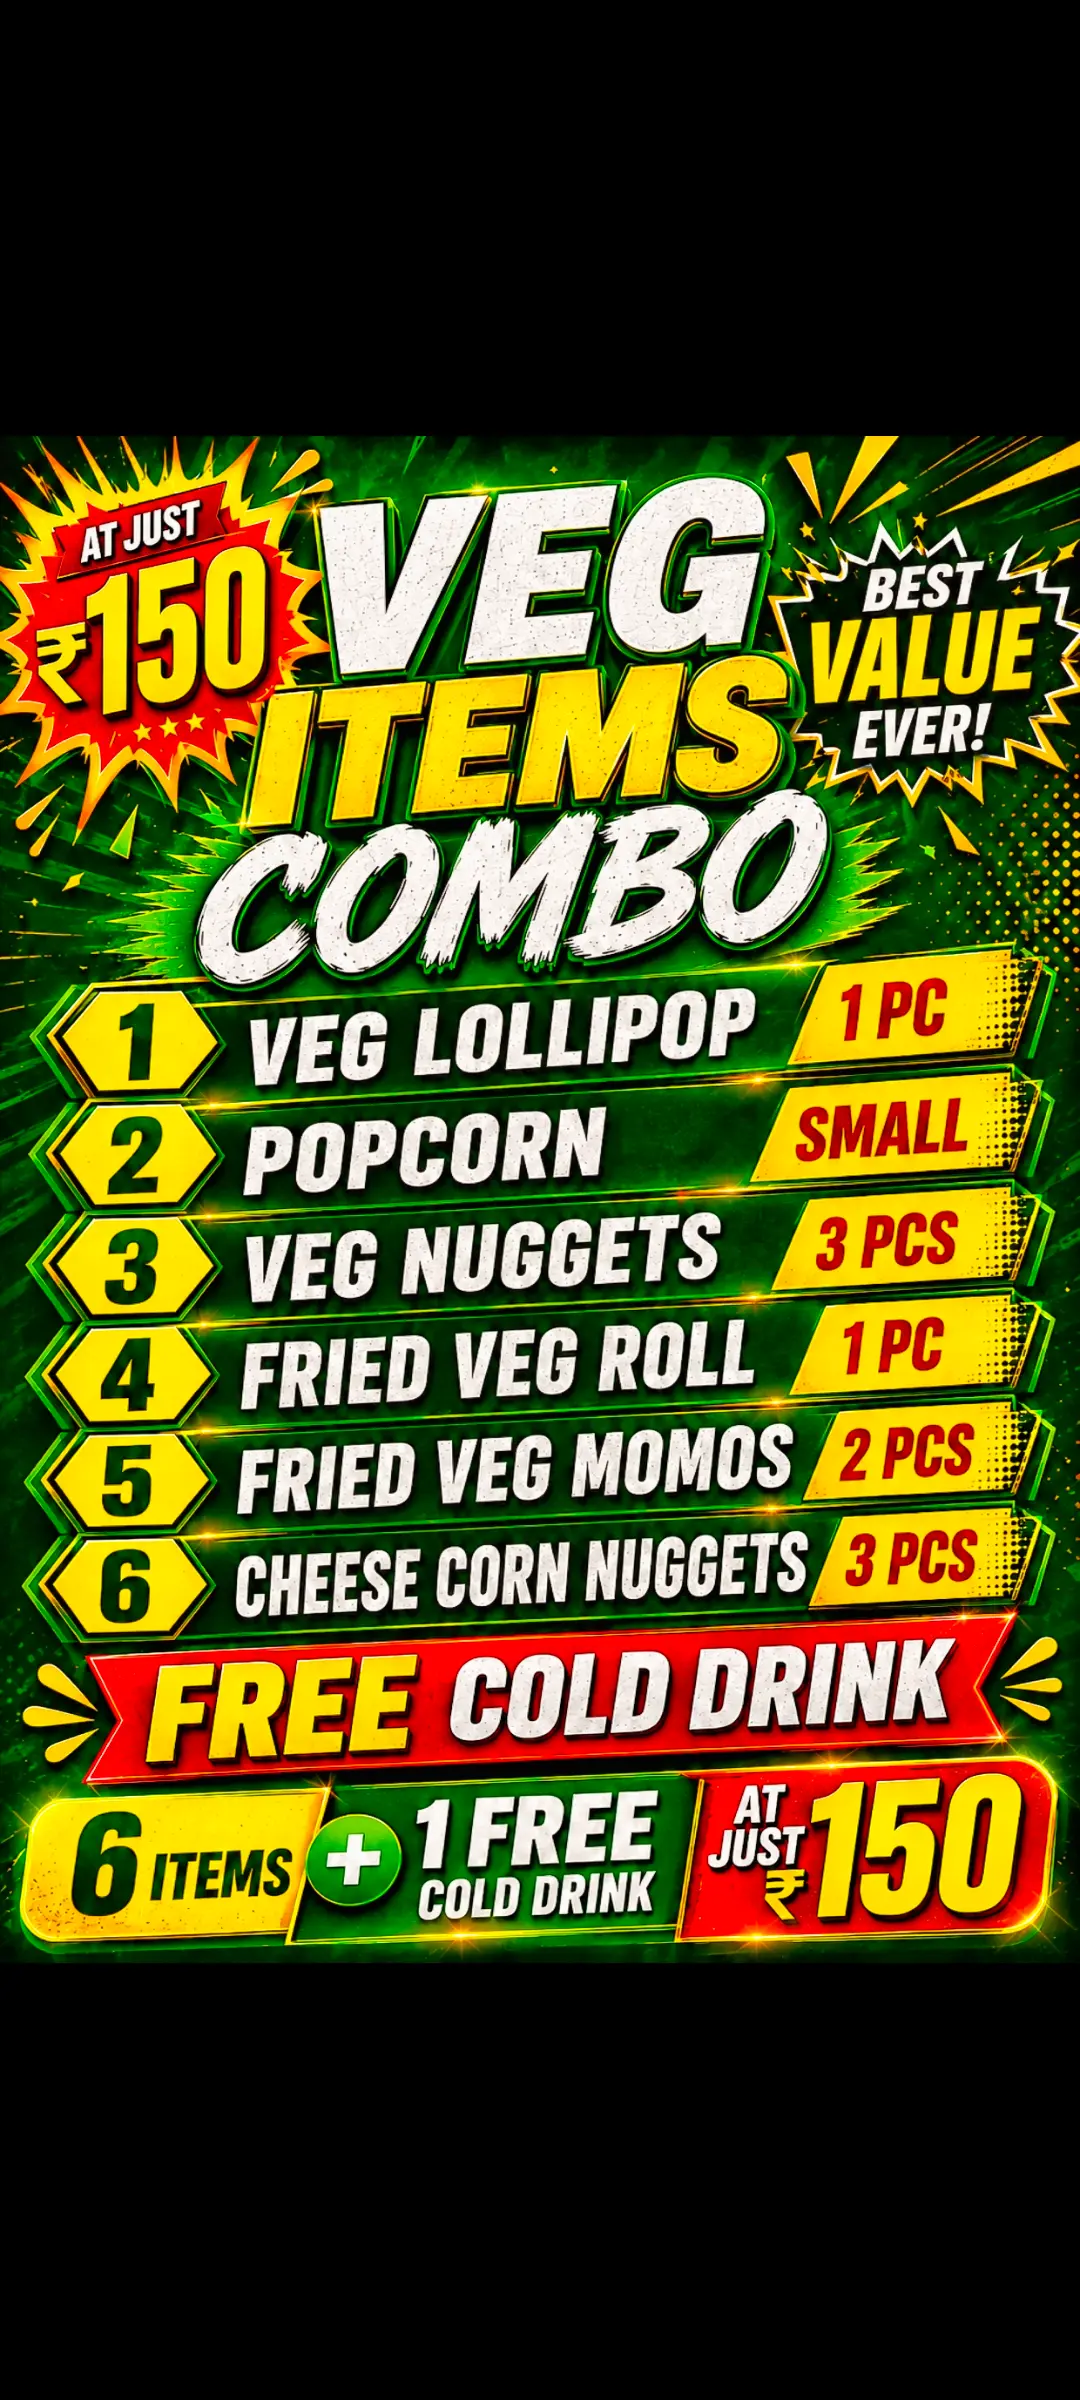 AT JUST
₹150
VEG
ITEMS
COMBO
BEST
VALUE
EVER!
1 VEG LOLLIPOP 1 PC
2 POPCORN SMALL
3 VEG NUGGETS 3 PCS
4 FRIED VEG ROLL 1 PC
5 FRIED VEG MOMOS 2 PCS
6 CHEESE CORN NUGGETS 3 PCS
FREE COLD DRINK
6 ITEMS + 1 FREE COLD DRINK
AT JUST ₹150